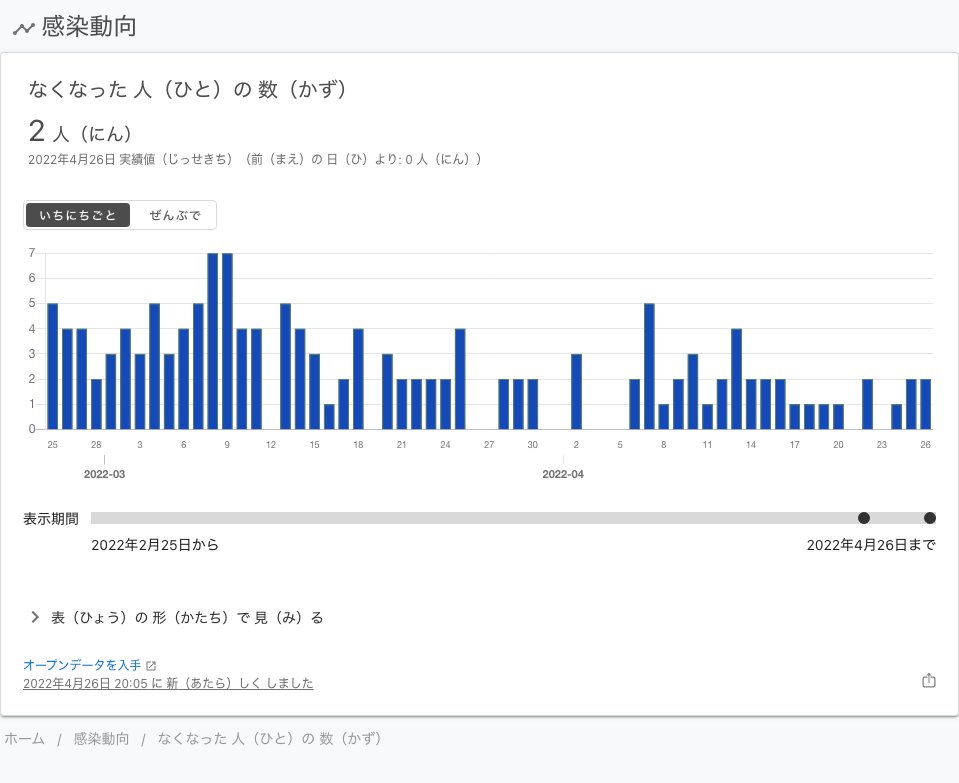 感染動向
なくなった 人（ひと）の 数（かず）
2 人（にん）
2022年4月26日 実績値（じっせきち）（前（まえ）の 日（ひ）より: 0 人（にん））
いちにちごと ぜんぶで
7
6
5
4
3
2
1
0
25 28 3 6 9 12 15 18 21 24 27 30 2 5 8 11 14 17 20 23 26
2022-03 2022-04
表示期間
2022年2月25日から 2022年4月26日まで
表（ひょう）の 形（かたち）で 見（み）る
オープンデータを入手
2022年4月26日 20:05 に 新（あたら）しく しました
ホーム / 感染動向 / なくなった 人（ひと）の 数（かず）